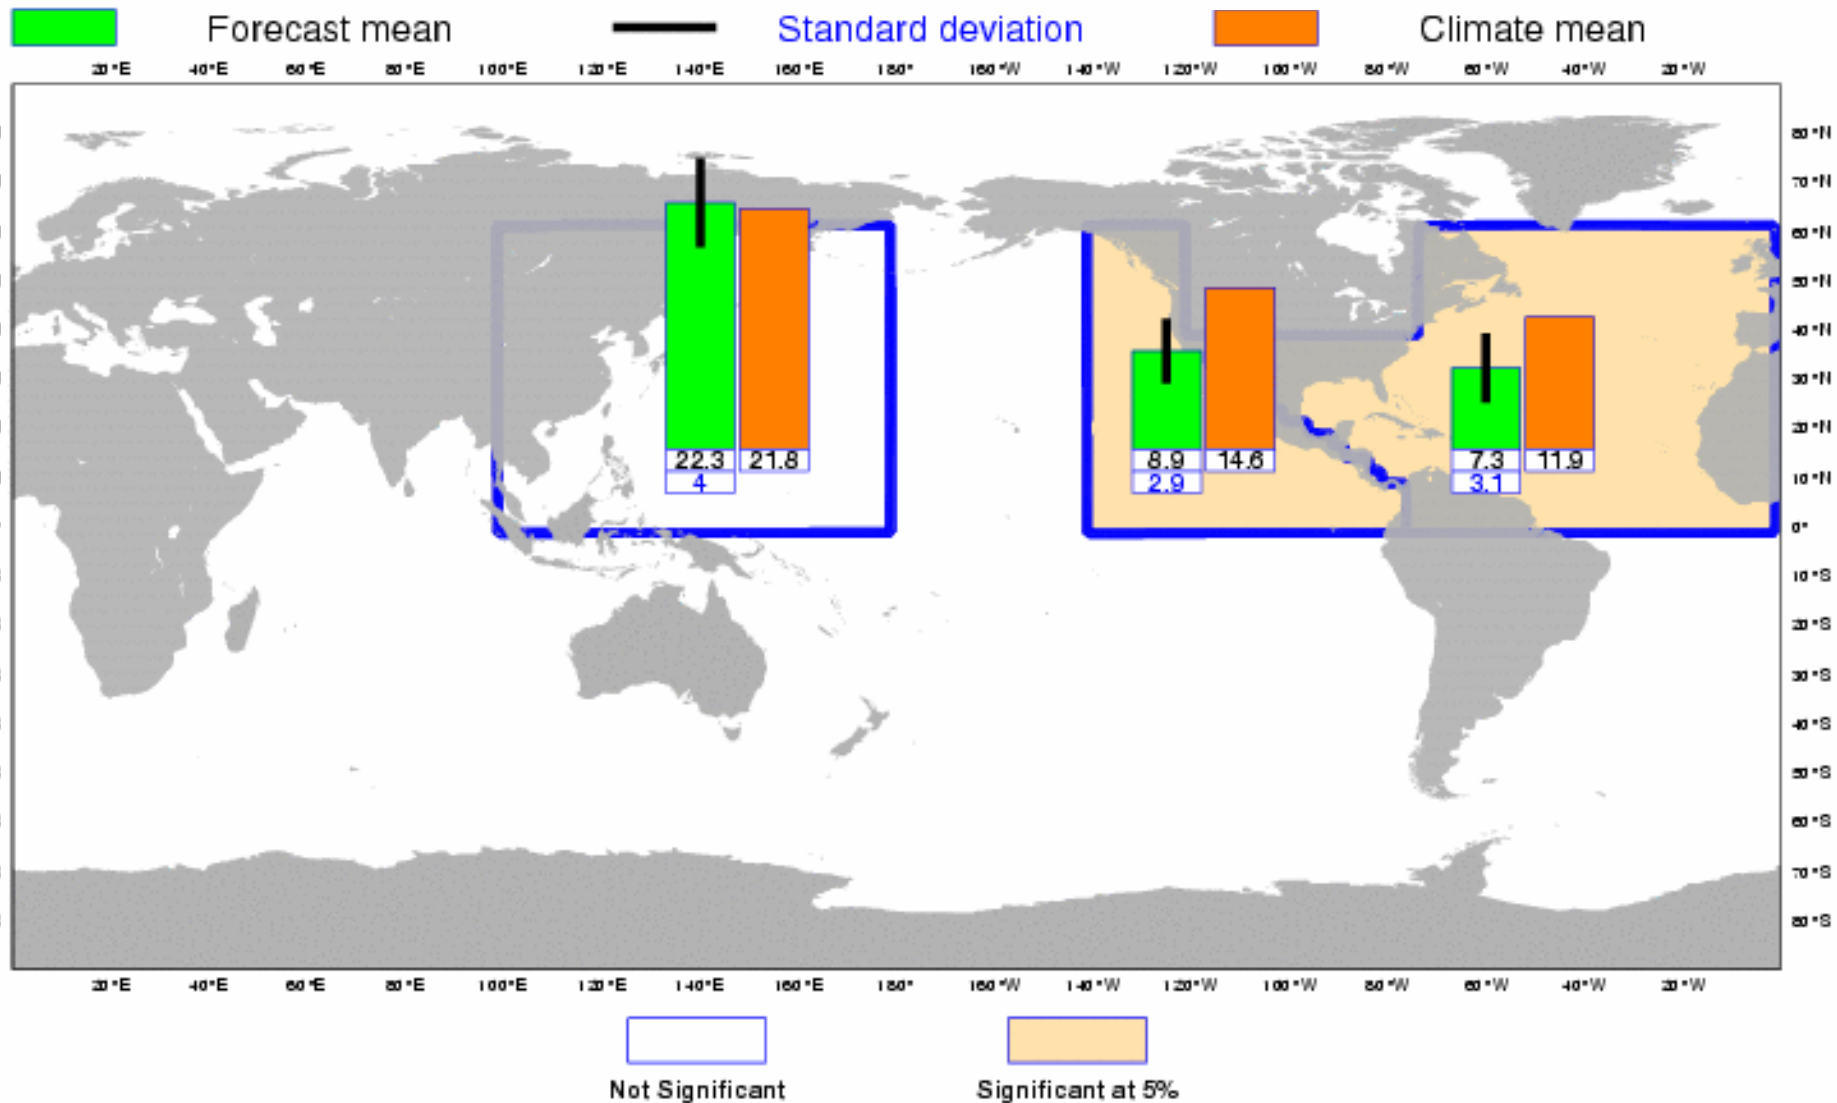 Forecast mean Standard deviation Climate mean
20°E 40°E 60°E 80°E 100°E 120°E 140°E 160°E 180° 160°W 140°W 120°W 100°W 80°W 60°W 40°W 20°W
80°N
70°N
60°N
50°N
40°N
30°N
20°N
22.3 21.8 8.9 14.6 7.3 11.9
4 2.9 3.1
10°N
0°
10°S
20°S
30°S
40°S
50°S
60°S
70°S
80°S
20°E 40°E 60°E 80°E 100°E 120°E 140°E 160°E 180° 160°W 140°W 120°W 100°W 80°W 60°W 40°W 20°W
Not Significant Significant at 5%